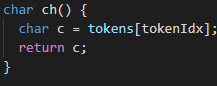 char ch() {
  char c = tokens[tokenIdx];
  return c;
}